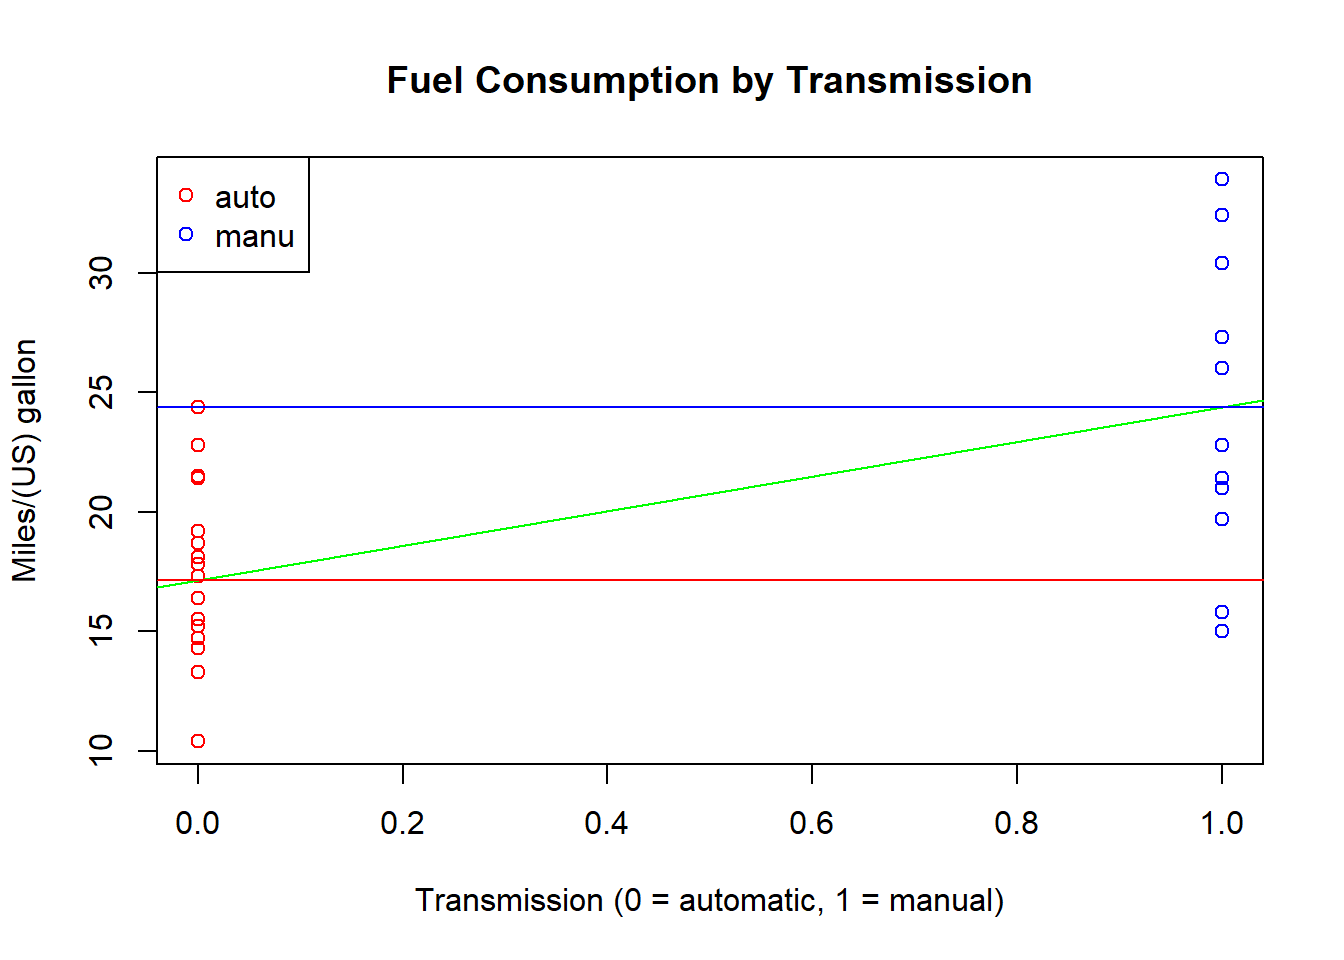 Fuel Consumption by Transmission
auto
manu
Miles/(US) gallon
30
25
20
15
10
0.0 0.2 0.4 0.6 0.8 1.0
Transmission (0 = automatic, 1 = manual)